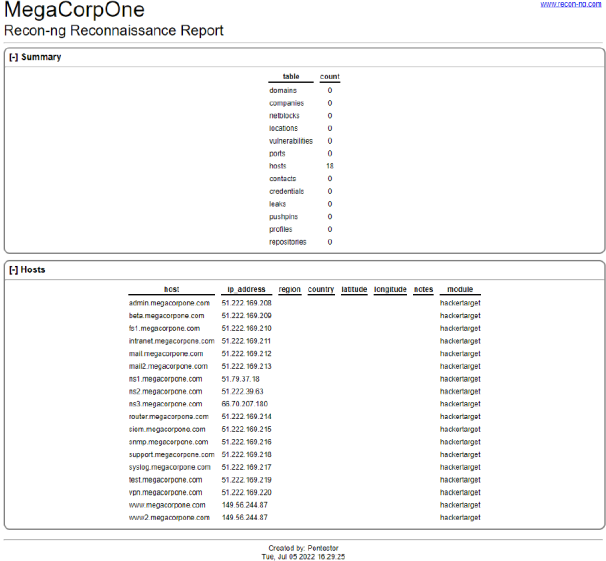 MegaCorpOne
www.recon-ng.com
Recon-ng Reconnaissance Report
[-] Summary
table count
domains 0
companies 0
netblocks 0
locations 0
vulnerabilities 0
ports 0
hosts 18
contacts 0
credentials 0
leaks 0
pushpins 0
profiles 0
repositories 0
[-] Hosts
host ip_address region country latitude longitude notes module
admin.megacorpone.com 51.222.169.208 hackertarget
beta.megacorpone.com 51.222.169.209 hackertarget
fs1.megacorpone.com 51.222.169.210 hackertarget
intranet.megacorpone.com 51.222.169.211 hackertarget
mail.megacorpone.com 51.222.169.212 hackertarget
mail2.megacorpone.com 51.222.169.213 hackertarget
ns1.megacorpone.com 51.79.37.18 hackertarget
ns2.megacorpone.com 51.222.39.63 hackertarget
ns3.megacorpone.com 66.70.207.180 hackertarget
router.megacorpone.com 51.222.169.214 hackertarget
siem.megacorpone.com 51.222.169.215 hackertarget
snmp.megacorpone.com 51.222.169.216 hackertarget
support.megacorpone.com 51.222.169.218 hackertarget
syslog.megacorpone.com 51.222.169.217 hackertarget
test.megacorpone.com 51.222.169.219 hackertarget
vpn.megacorpone.com 51.222.169.220 hackertarget
www.megacorpone.com 149.56.244.87 hackertarget
www2.megacorpone.com 149.56.244.87 hackertarget
Created by: Pentester
Tue, Jul 05 2022 16:29:25